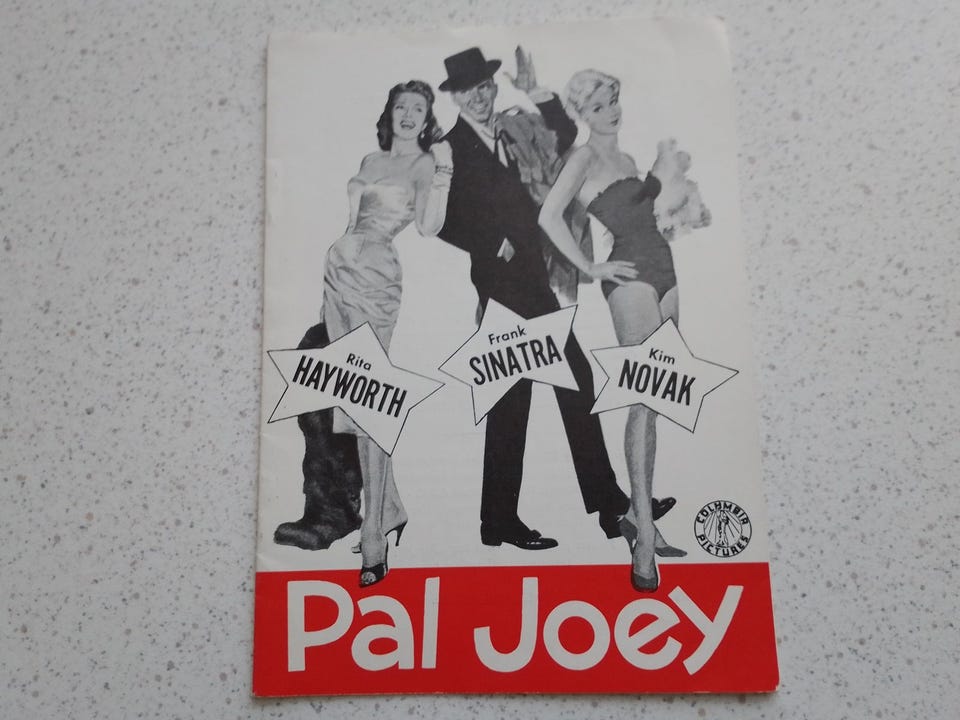 Rita
HAYWORTH
Frank
SINATRA
Kim
NOVAK
COLUMBIA
PICTURES
Pal Joey